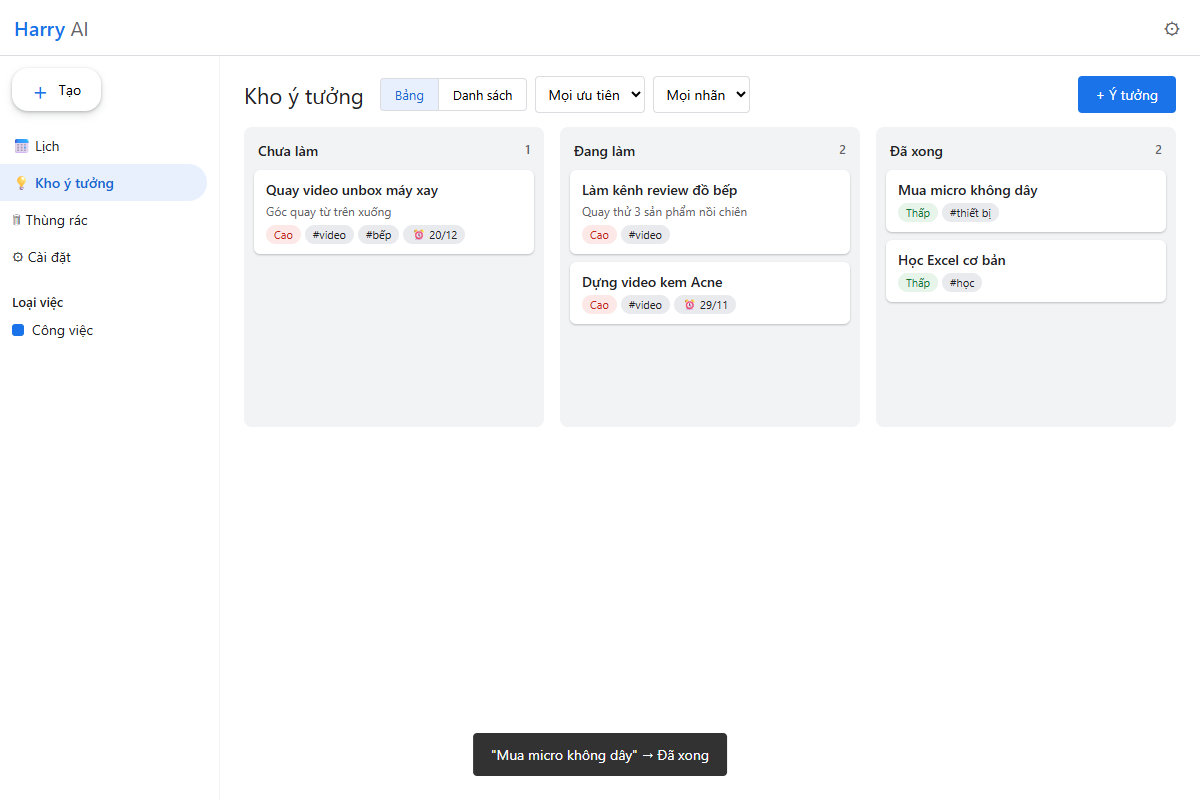 Harry AI
+ Tạo
Lịch
Kho ý tưởng
Thùng rác
Cài đặt
Loại việc
Công việc
Kho ý tưởng Bảng Danh sách Mọi ưu tiên Mọi nhãn + Ý tưởng
Chưa làm 1
Quay video unbox máy xay
Góc quay từ trên xuống
Cao #video #bếp 20/12
Đang làm 2
Làm kênh review đồ bếp
Quay thử 3 sản phẩm nồi chiên
Cao #video
Dựng video kem Acne
Cao #video 29/11
Đã xong 2
Mua micro không dây
Thấp #thiết bị
Học Excel cơ bản
Thấp #học
"Mua micro không dây" → Đã xong